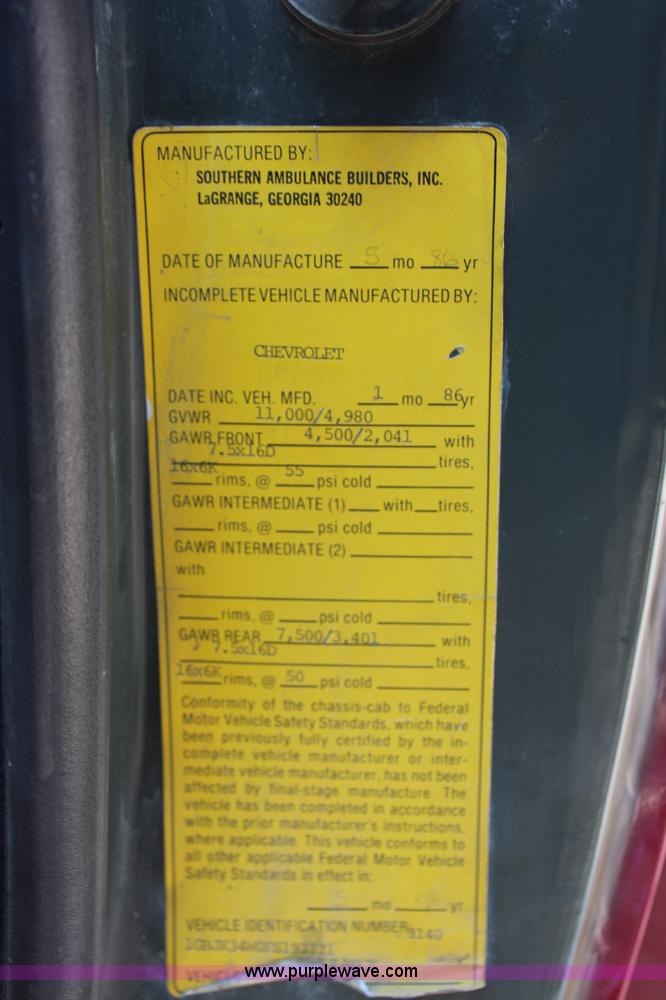 MANUFACTURED BY:
SOUTHERN AMBULANCE BUILDERS, INC.
LaGRANGE, GEORGIA 30240
DATE OF MANUFACTURE 5 mo 86 yr
INCOMPLETE VEHICLE MANUFACTURED BY:
CHEVROLET
DATE INC. VEH. MFD. 1 mo 86 yr
GVWR 11,000/4,980
GAWR FRONT 4,500/2,041 with
7.5x16D tires,
16x6K rims, @ 55 psi cold
GAWR INTERMEDIATE (1) with tires,
rims, @ psi cold
GAWR INTERMEDIATE (2)
with
tires,
rims, @ psi cold
GAWR REAR 7,500/3,401 with
7.5x16D tires,
16x6K rims, @ 50 psi cold
Conformity of the chassis-cab to Federal
Motor Vehicle Safety Standards, which have
been previously fully certified by the in-
complete vehicle manufacturer or inter-
mediate vehicle manufacturer, has not been
affected by final-stage manufacture. The
vehicle has been completed in accordance
with the prior manufacturer's instructions,
where applicable. This vehicle conforms to
all other applicable Federal Motor Vehicle
Safety Standards in effect in:
mo yr
VEHICLE IDENTIFICATION NUMBER
3140
VEHIC
www.purplewave.com